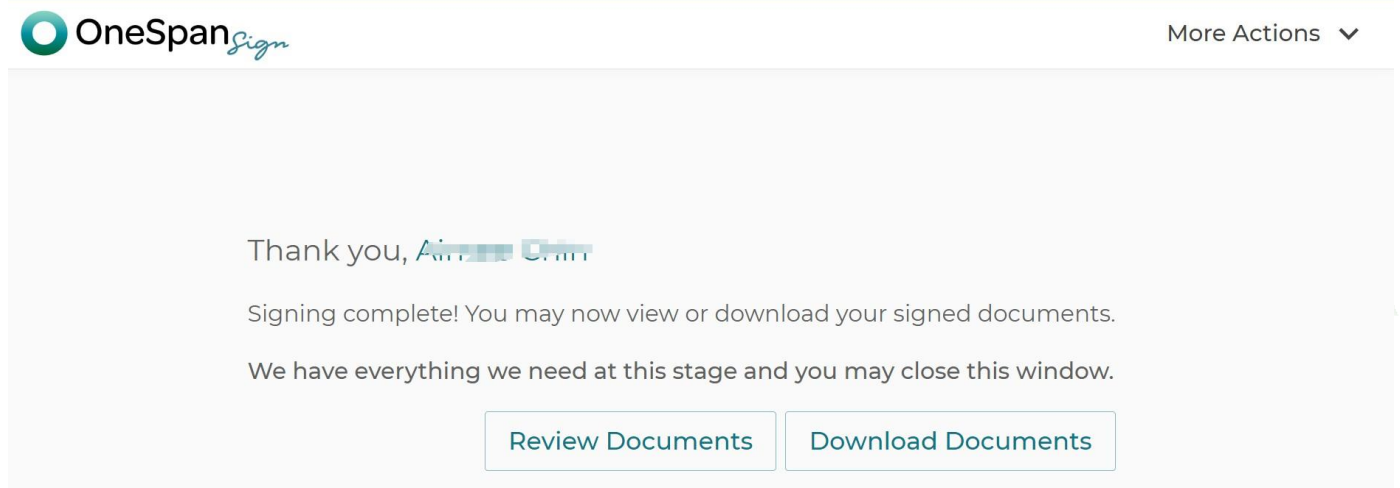 OneSpan Sign
More Actions
Thank you,
Signing complete! You may now view or download your signed documents.
We have everything we need at this stage and you may close this window.
Review Documents
Download Documents